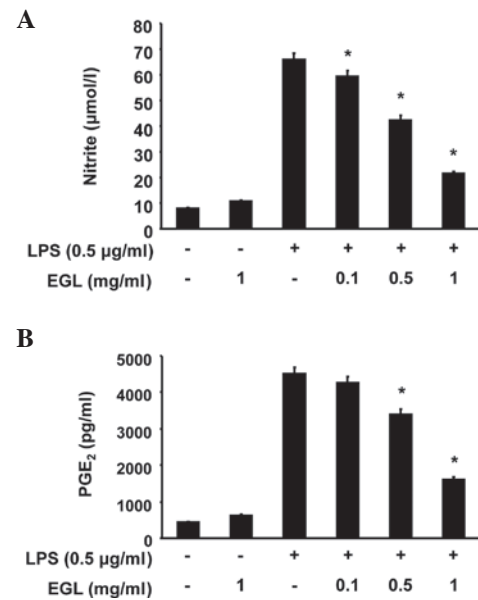 A
Nitrite (μmol/l)
80
70
60
50
40
30
20
10
0
* * *
LPS (0.5 μg/ml) - - + + + +
EGL (mg/ml) - 1 - 0.1 0.5 1
B
PGE₂ (pg/ml)
5000
4000
3000
2000
1000
0
* *
LPS (0.5 μg/ml) - - + + + +
EGL (mg/ml) - 1 - 0.1 0.5 1